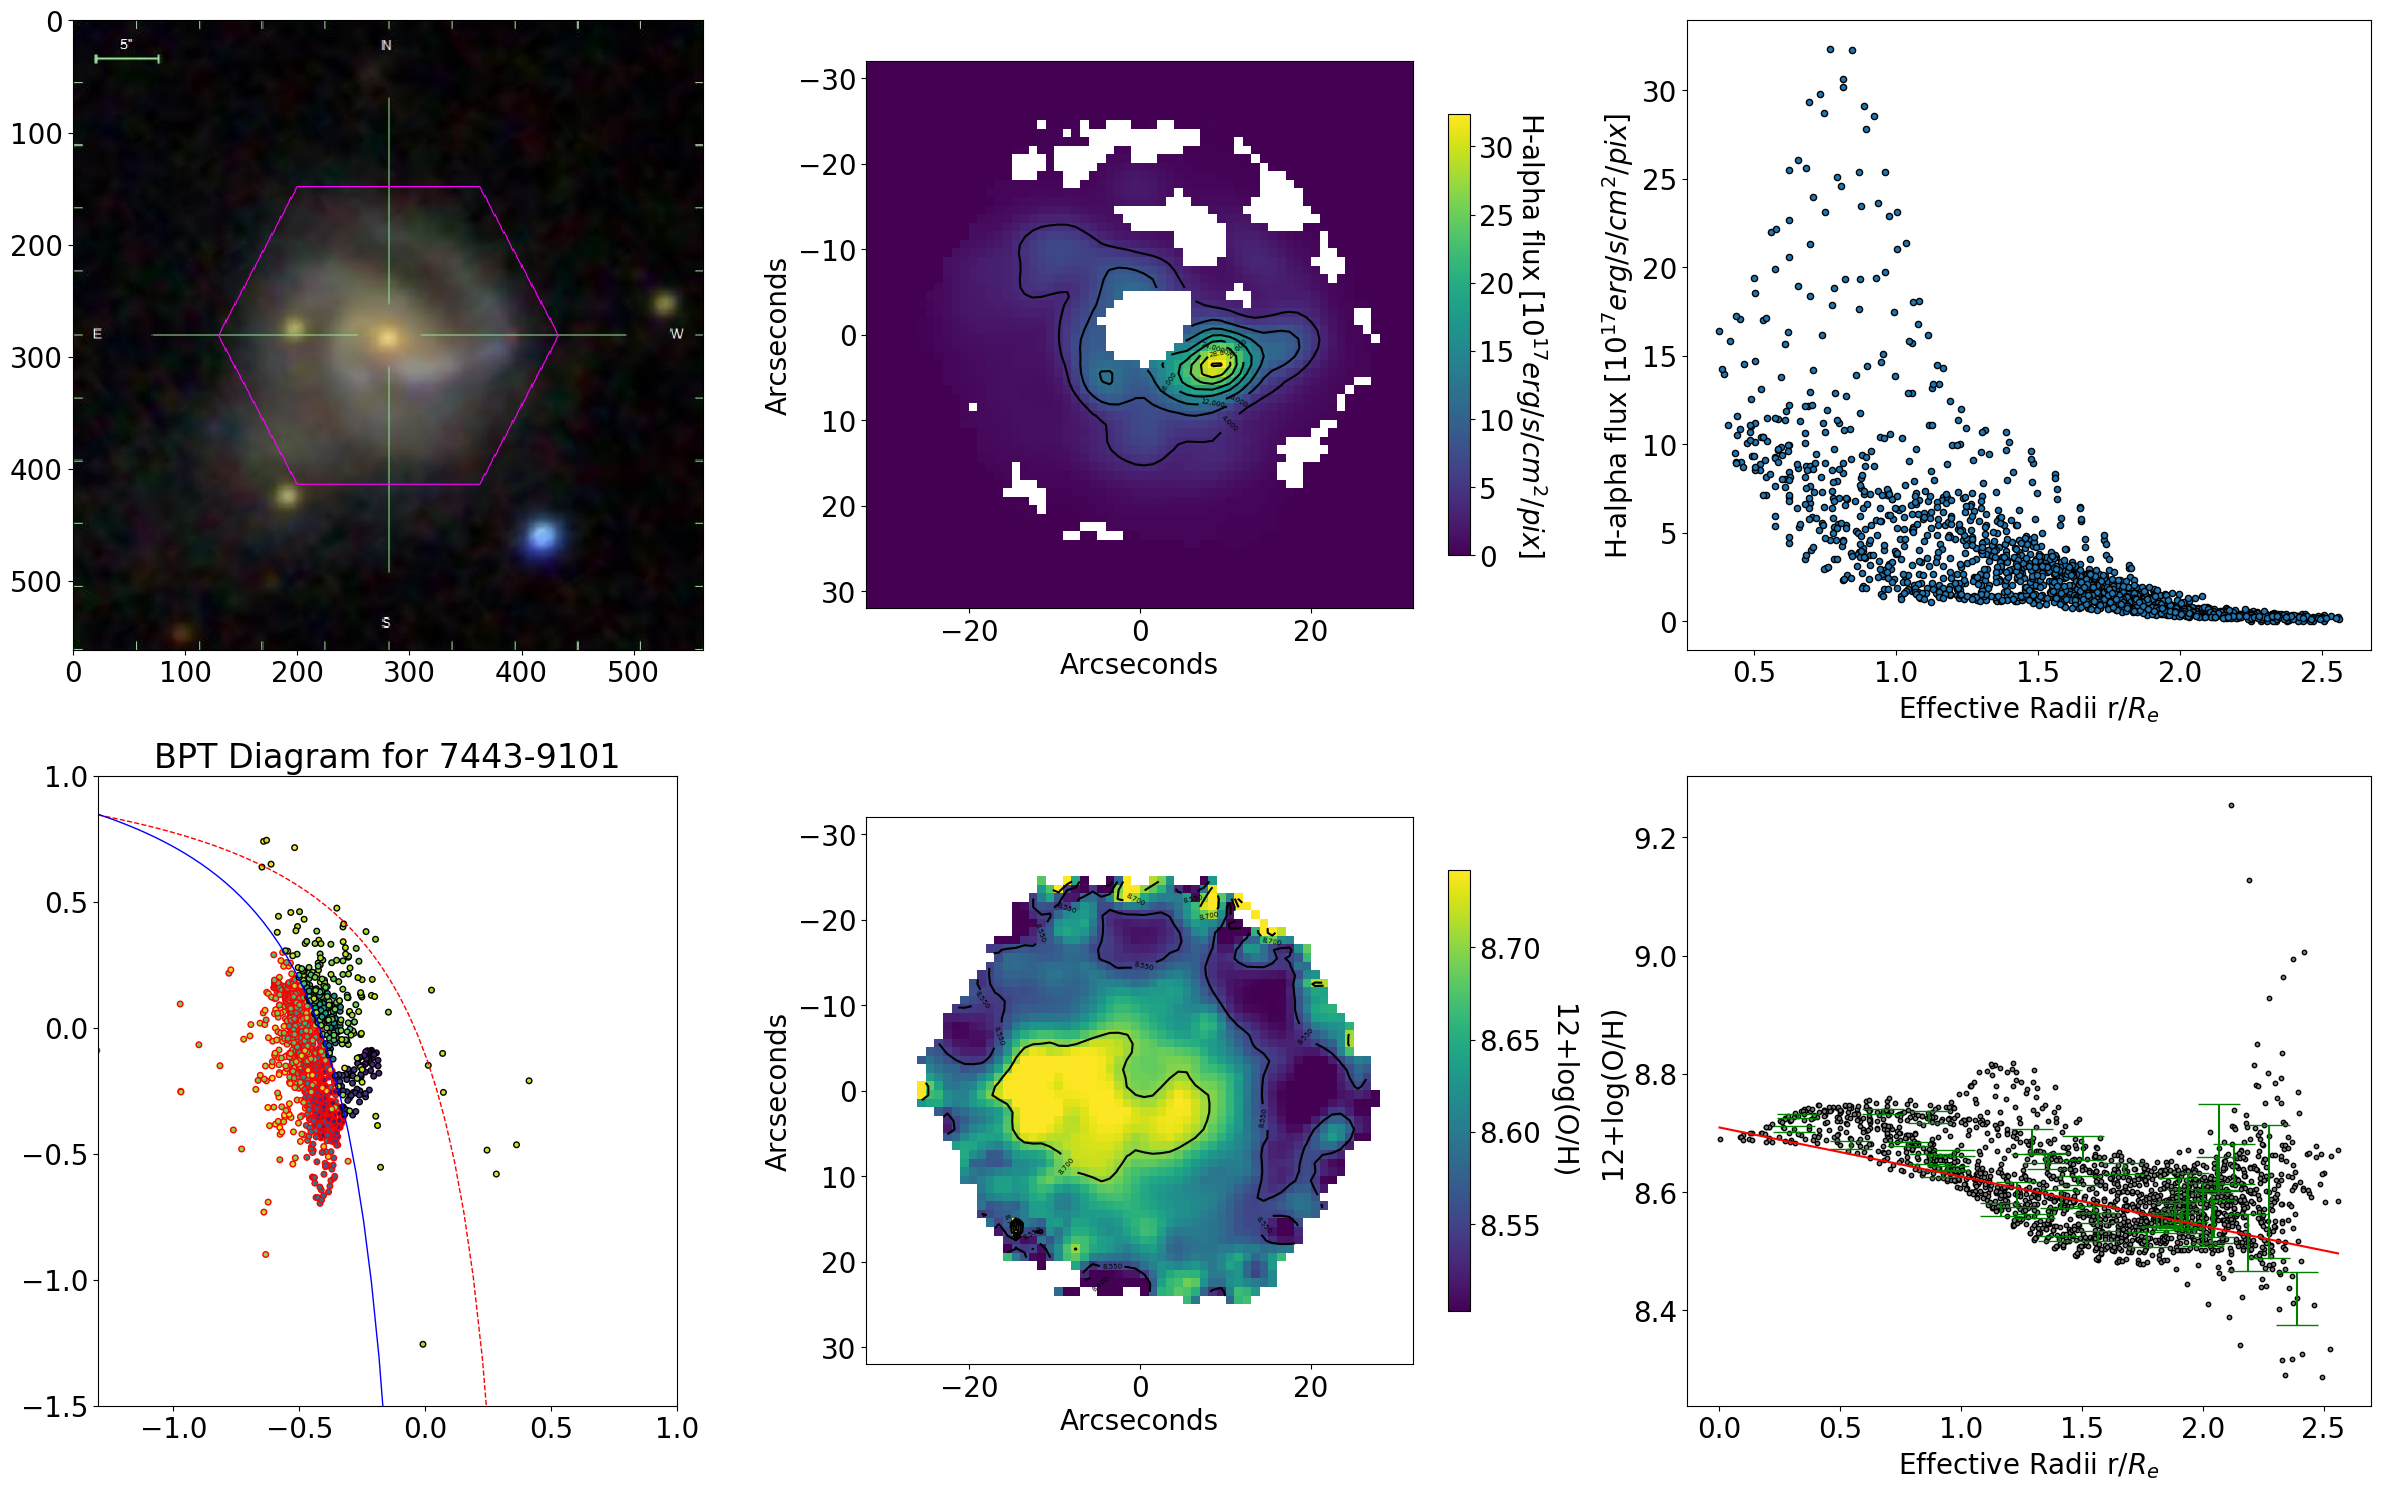 0
100
200
300
400
500
0 100 200 300 400 500
5"
N
E
W
S
−30
−20
−10
0
10
20
30
−20 0 20
Arcseconds
Arcseconds
30
25
20
15
10
5
0
H-alpha flux [10^17 erg/s/cm^2/pix]
30
25
20
15
10
5
0
H-alpha flux [10^17 erg/s/cm^2/pix]
0.5 1.0 1.5 2.0 2.5
Effective Radii r/R_e
BPT Diagram for 7443-9101
1.0
0.5
0.0
−0.5
−1.0
−1.5
−1.0 −0.5 0.0 0.5 1.0
−30
−20
−10
0
10
20
30
−20 0 20
Arcseconds
Arcseconds
8.70
8.65
8.60
8.55
12+log(O/H)
9.2
9.0
8.8
8.6
8.4
12+log(O/H)
0.0 0.5 1.0 1.5 2.0 2.5
Effective Radii r/R_e